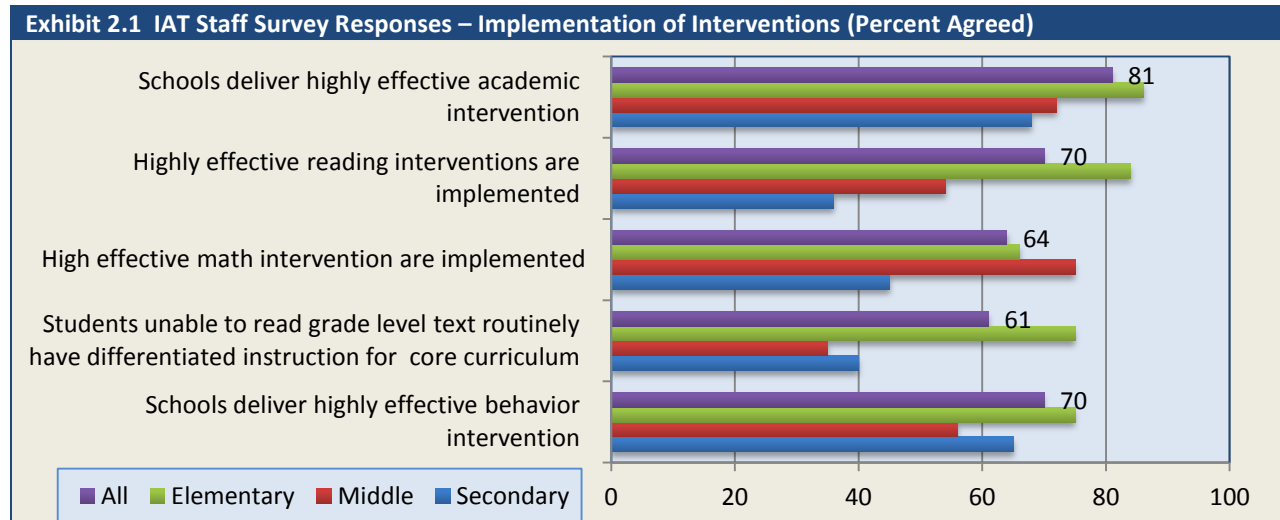 Exhibit 2.1 IAT Staff Survey Responses – Implementation of Interventions (Percent Agreed)
Schools deliver highly effective academic
intervention
81
Highly effective reading interventions are
implemented
70
High effective math intervention are implemented
64
Students unable to read grade level text routinely
have differentiated instruction for core curriculum
61
Schools deliver highly effective behavior
intervention
70
All Elementary Middle Secondary
0 20 40 60 80 100